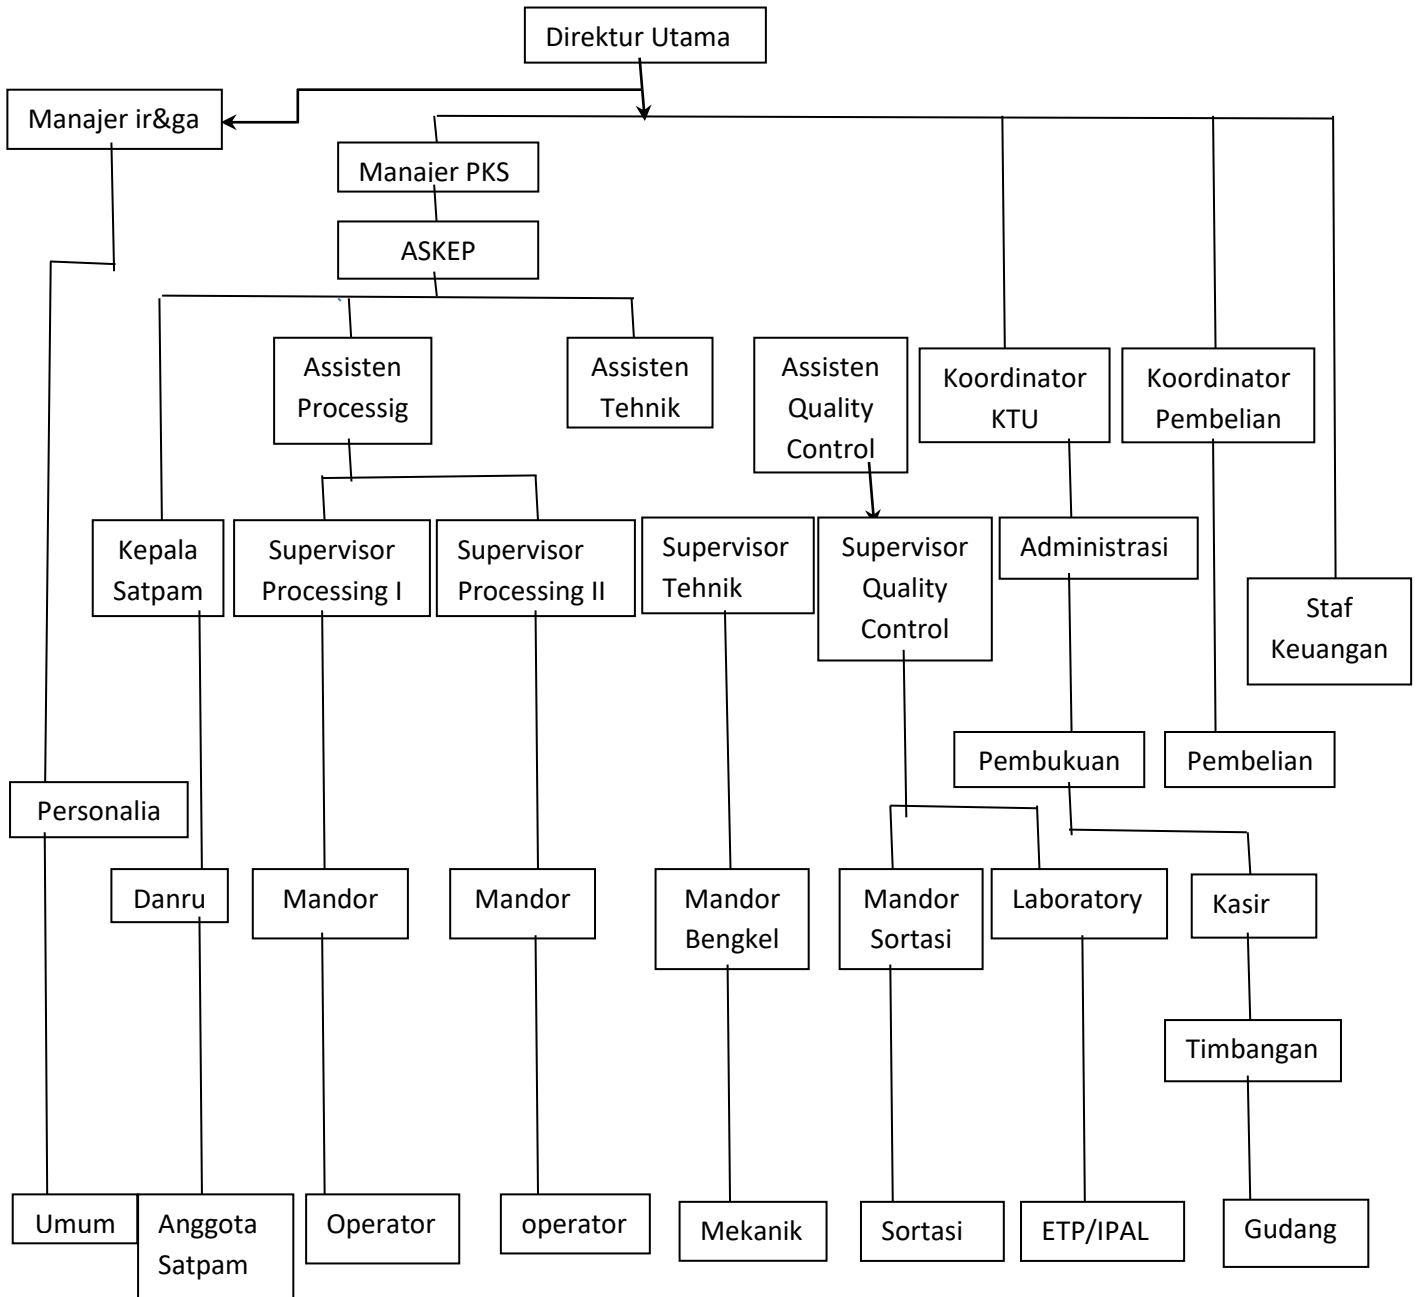 Direktur Utama
Manajer ir&ga
Manajer PKS
ASKEP
Assisten
Processig
Assisten
Tehnik
Assisten
Quality
Control
Koordinator
KTU
Koordinator
Pembelian
Kepala
Satpam
Supervisor
Processing I
Supervisor
Processing II
Supervisor
Tehnik
Supervisor
Quality
Control
Administrasi
Staf
Keuangan
Pembukuan
Pembelian
Personalia
Danru
Mandor
Mandor
Mandor
Bengkel
Mandor
Sortasi
Laboratory
Kasir
Timbangan
Umum
Anggota
Satpam
Operator
operator
Mekanik
Sortasi
ETP/IPAL
Gudang